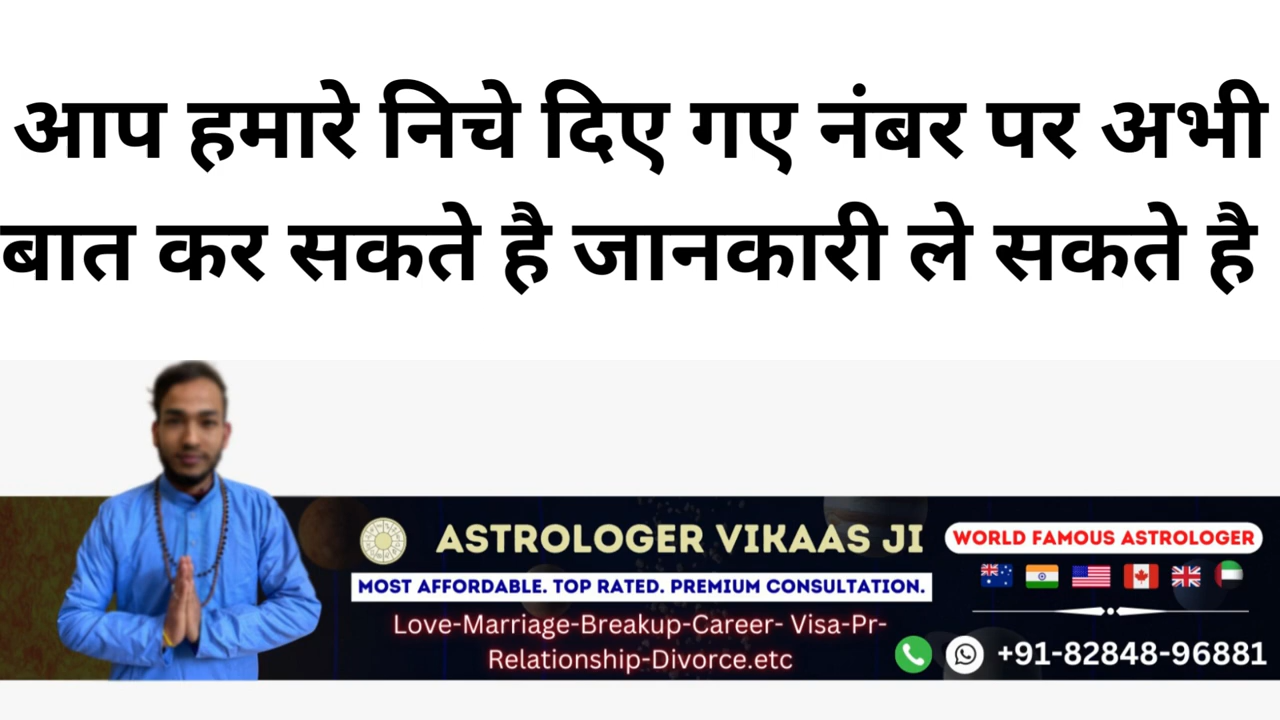 आप हमारे निचे दिए गए नंबर पर अभी
बात कर सकते है जानकारी ले सकते है
ASTROLOGER VIKAAS JI
MOST AFFORDABLE. TOP RATED. PREMIUM CONSULTATION.
Love-Marriage-Breakup-Career- Visa-Pr-
Relationship-Divorce.etc
WORLD FAMOUS ASTROLOGER
+91-82848-96881